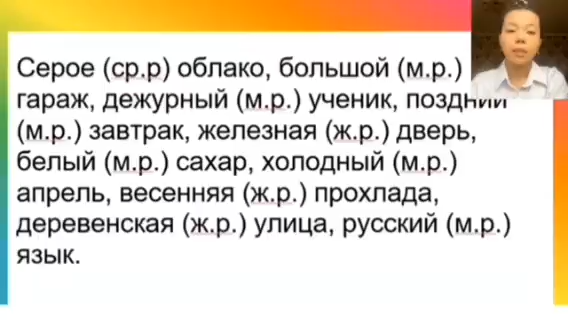 Серое (ср.р) облако, большой (м.р.)
гараж, дежурный (м.р.) ученик, поздний
(м.р.) завтрак, железная (ж.р.) дверь,
белый (м.р.) сахар, холодный (м.р.)
апрель, весенняя (ж.р.) прохлада,
деревенская (ж.р.) улица, русский (м.р.)
язык.